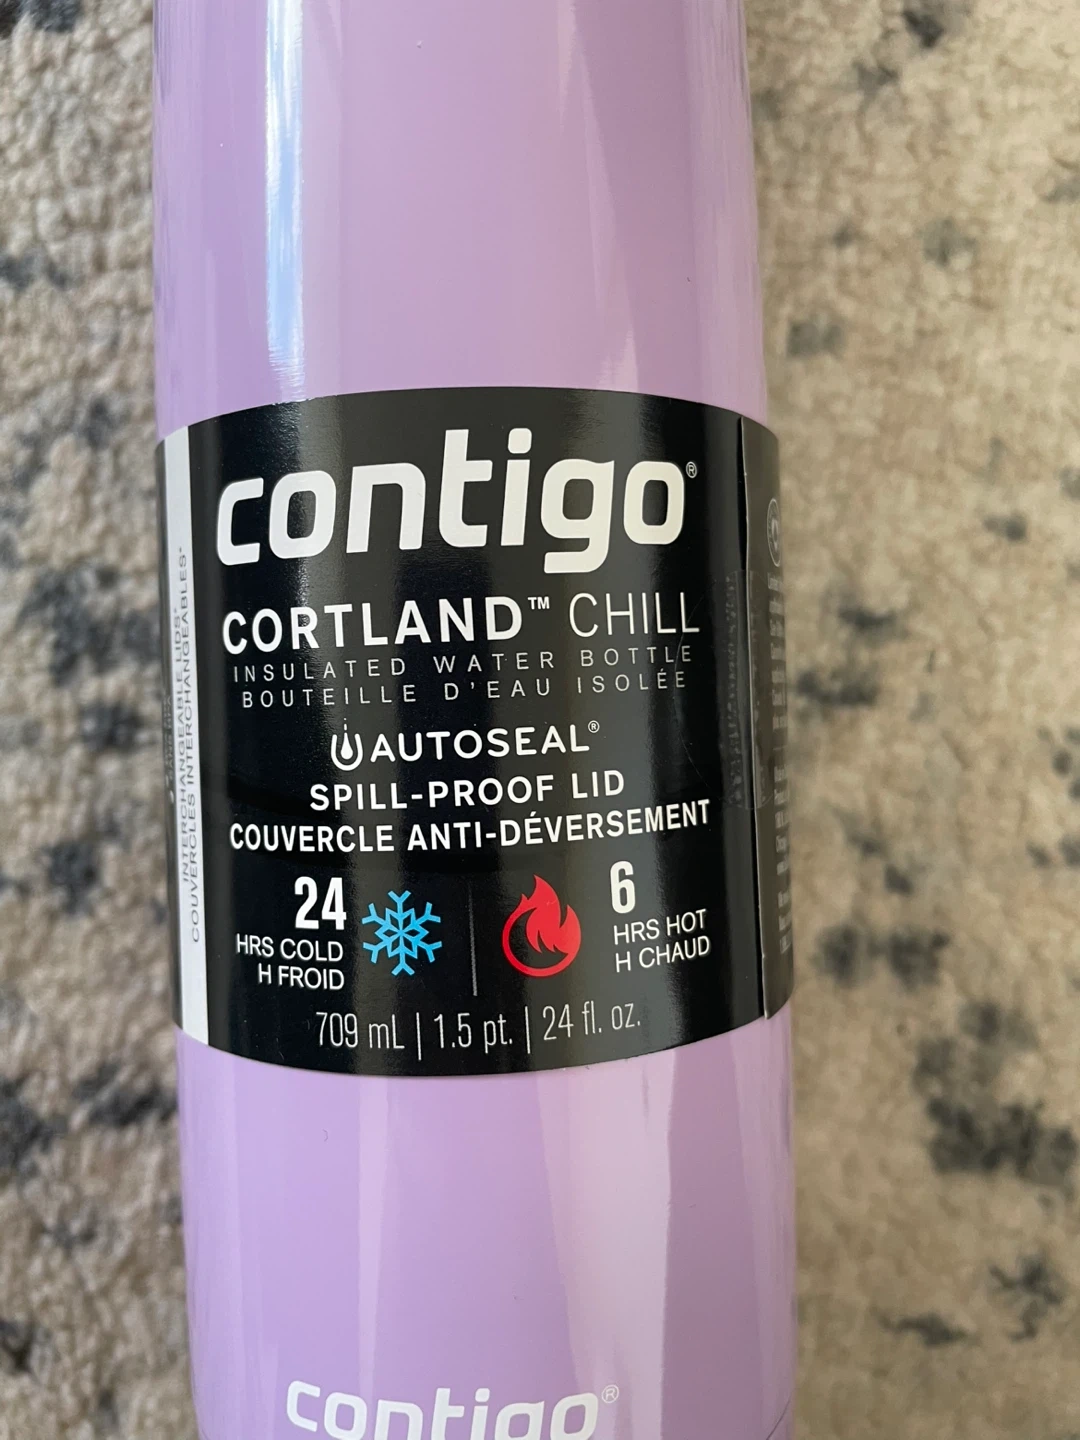 contigo®
CORTLAND™ CHILL
INSULATED WATER BOTTLE
BOUTEILLE D'EAU ISOLÉE
AUTOSEAL®
SPILL-PROOF LID
COUVERCLE ANTI-DÉVERSEMENT
24
HRS COLD
H FROID
6
HRS HOT
H CHAUD
709 mL | 1.5 pt. | 24 fl. oz.
INTERCHANGEABLE LIDS*
COUVERCLES INTERCHANGEABLES*
contigo®